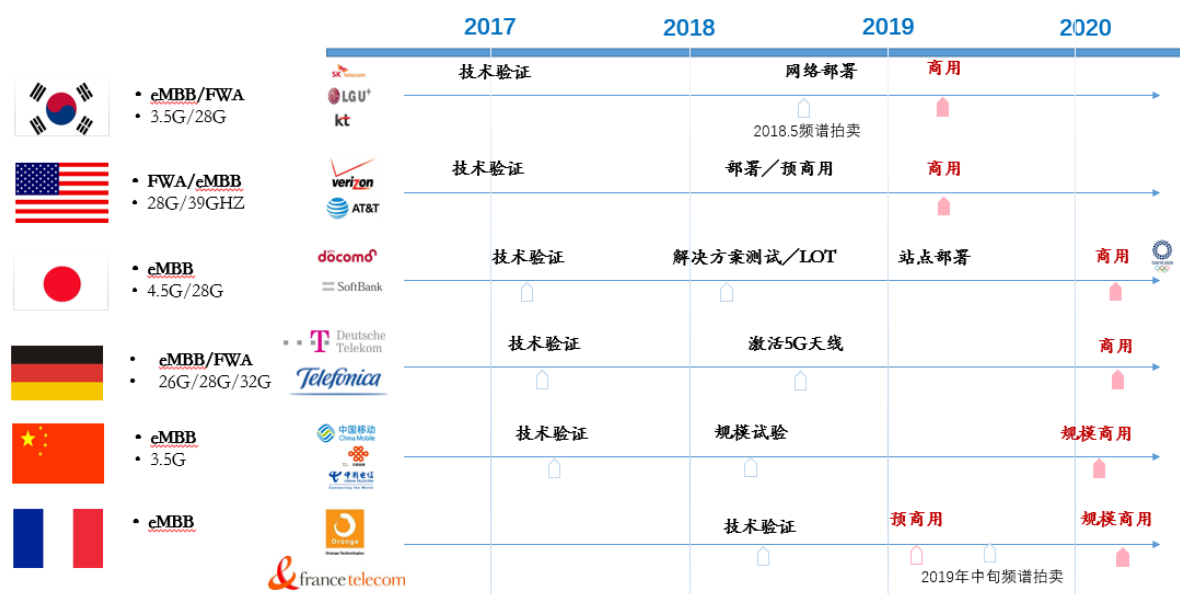 2017 2018 2019 2020
SK telecom
LG U+
kt
• eMBB/FWA
• 3.5G/28G
技术验证 网络部署 商用
2018.5频谱拍卖
verizon
AT&T
• FWA/eMBB
• 28G/39GHZ
技术验证 部署/预商用 商用
döcomo
SoftBank
• eMBB
• 4.5G/28G
技术验证 解决方案测试/LOT 站点部署 商用
Deutsche
Telekom
Telefonica
• eMBB/FWA
• 26G/28G/32G
技术验证 激活5G天线 商用
中国移动
China Mobile
中国电信
• eMBB
• 3.5G
技术验证 规模试验 规模商用
Orange
francetelecom
• eMBB
技术验证 预商用 规模商用
2019年中旬频谱拍卖